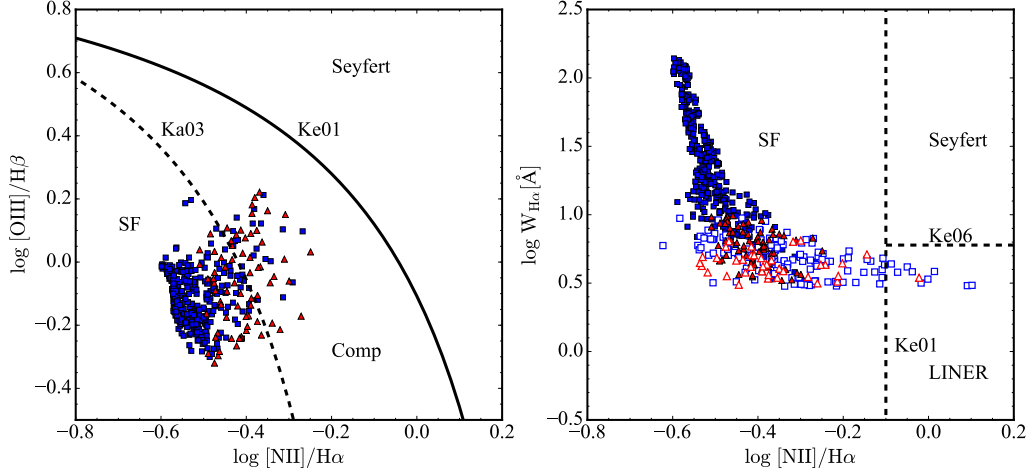 0.8
0.6
0.4
0.2
0.0
−0.2
−0.4
log [OIII]/Hβ
−0.8
−0.6
−0.4
−0.2
0.0
0.2
log [NII]/Hα
Seyfert
Ka03
Ke01
SF
Comp
2.5
2.0
1.5
1.0
0.5
0.0
−0.5
log W_Hα[Å]
−0.8
−0.6
−0.4
−0.2
0.0
0.2
log [NII]/Hα
SF
Seyfert
Ke06
Ke01
LINER